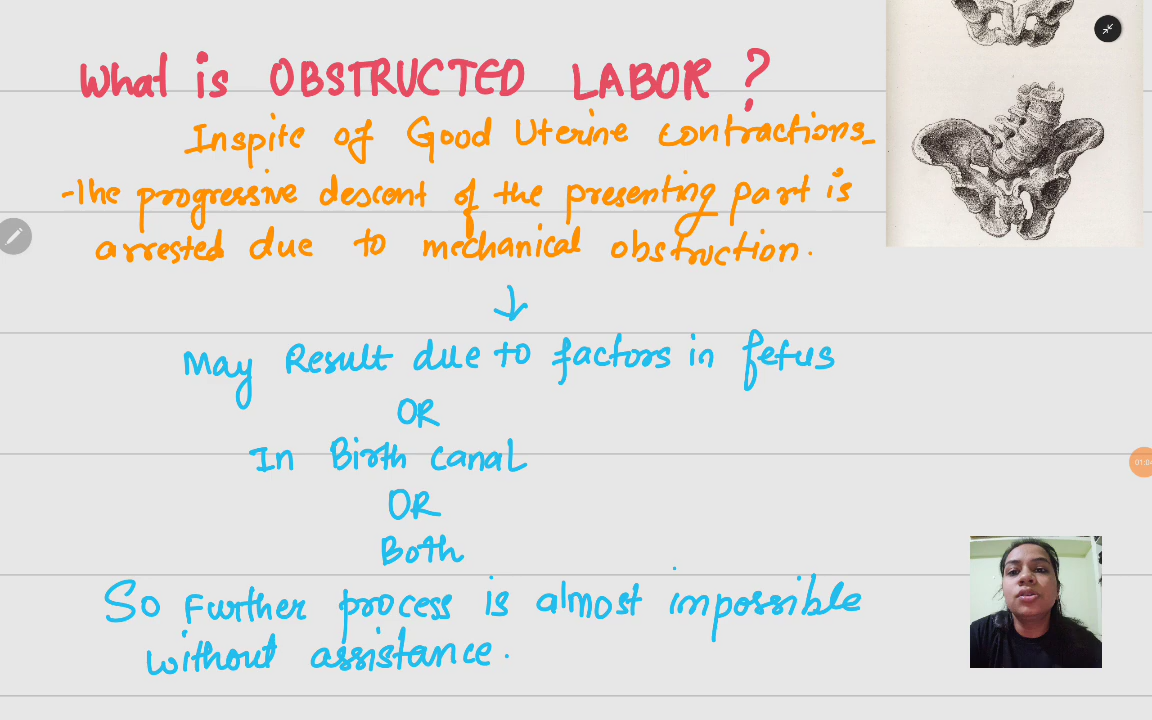 What is OBSTRUCTED LABOR ?
Inspite of Good Uterine contractions-
-The progressive descent of the presenting part is
arrested due to mechanical obstruction.
↓
May Result due to factors in fetus
OR
In Birth canal
OR
Both
So Further process is almost impossible
without assistance.